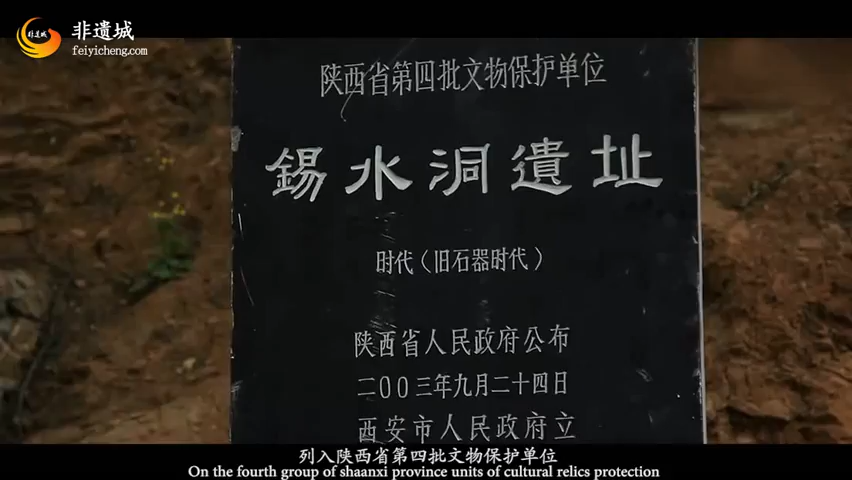 非遗城
非遗城
feiyicheng.com
陕西省第四批文物保护单位
錫水洞遺址
时代（旧石器时代）
陕西省人民政府公布
二00三年九月二十四日
西安市人民政府立
列入陕西省第四批文物保护单位
On the fourth group of shaanxi province units of cultural relics protection